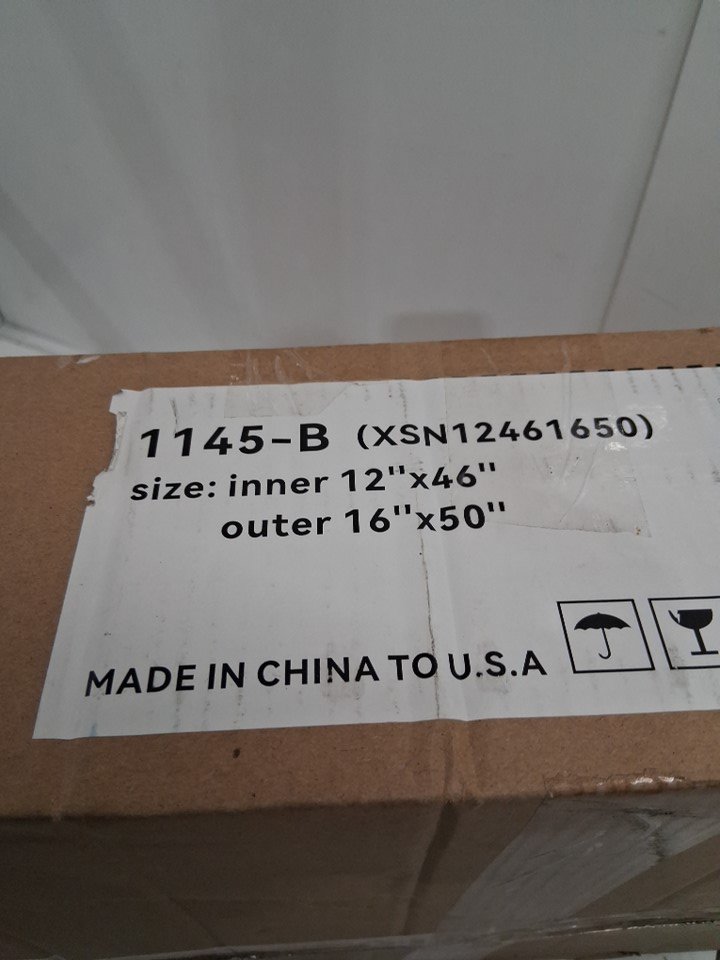 1145-B (XSN12461650)
size: inner 12"x46"
outer 16"x50"
MADE IN CHINA TO U.S.A